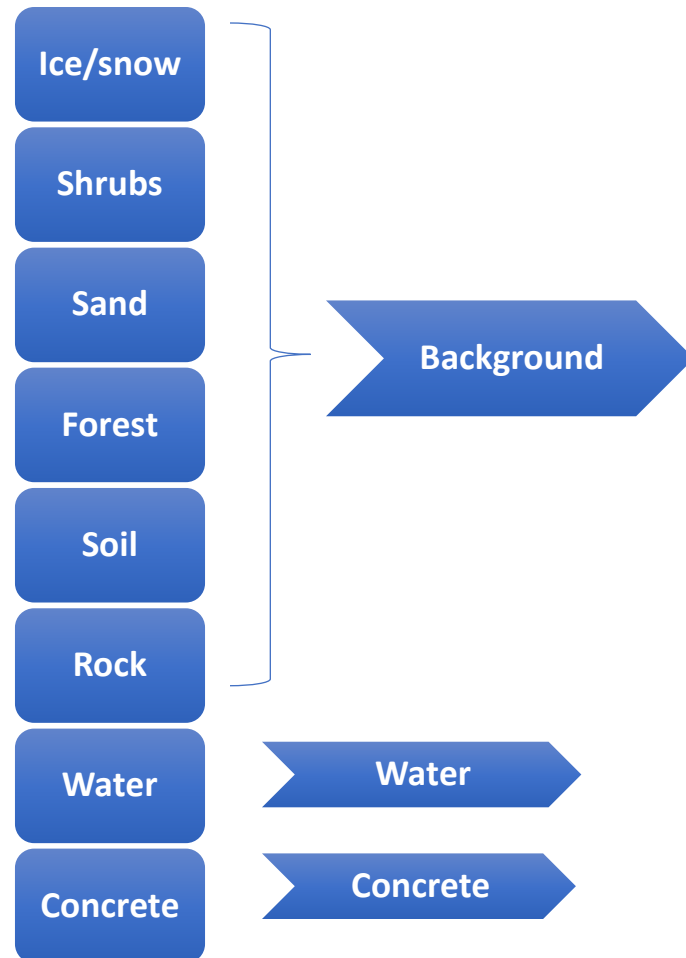 Ice/snow
Shrubs
Sand
Forest
Soil
Rock
Water
Concrete
Background
Water
Concrete